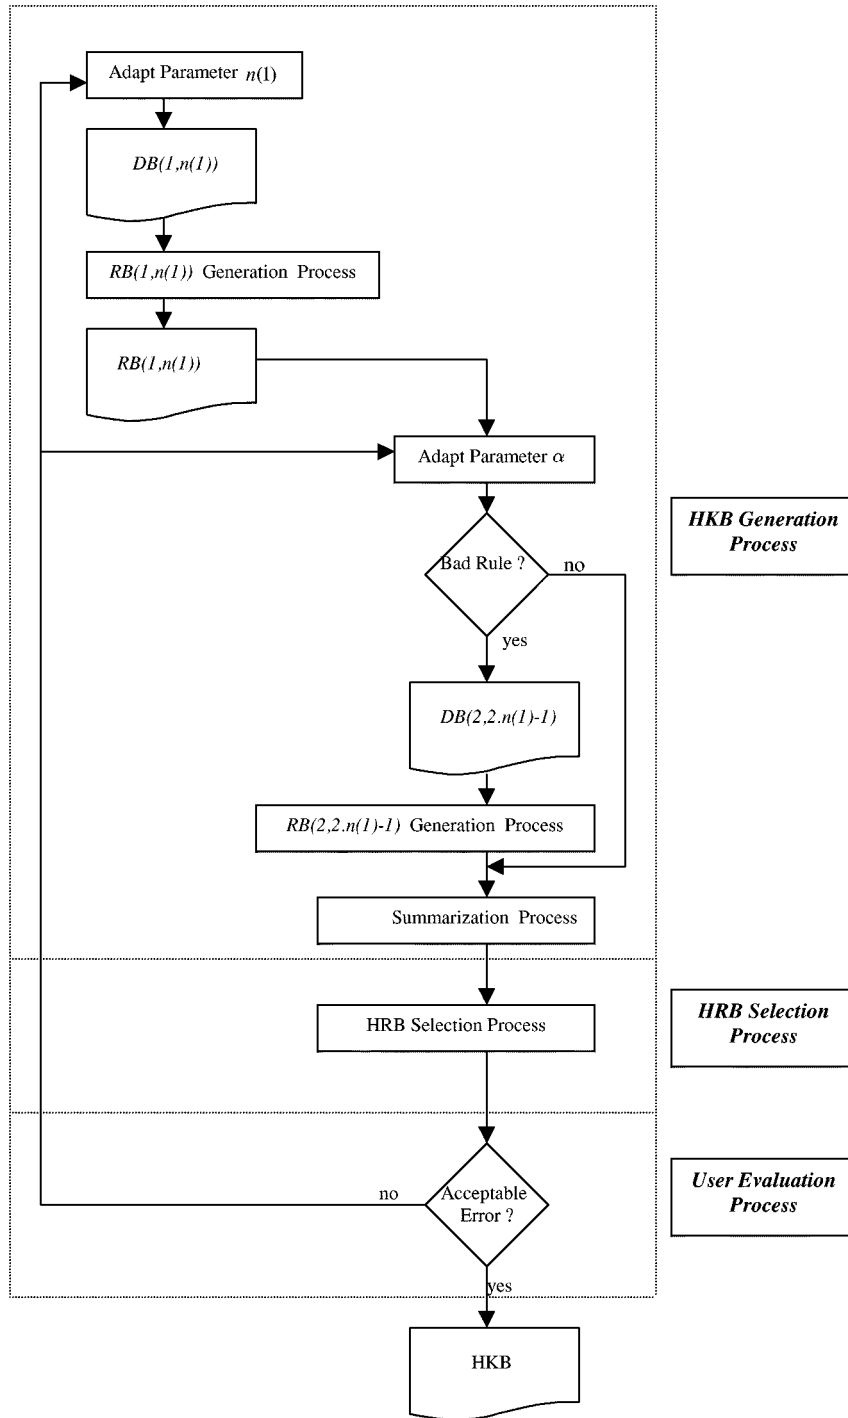 Adapt Parameter n(1)
DB(1,n(1))
RB(1,n(1)) Generation Process
RB(1,n(1))
Adapt Parameter α
Bad Rule ?
no
yes
HKB Generation
Process
DB(2,2.n(1)-1)
RB(2,2.n(1)-1) Generation Process
Summarization Process
HRB Selection Process
HRB Selection
Process
no
Acceptable
Error ?
yes
User Evaluation
Process
HKB